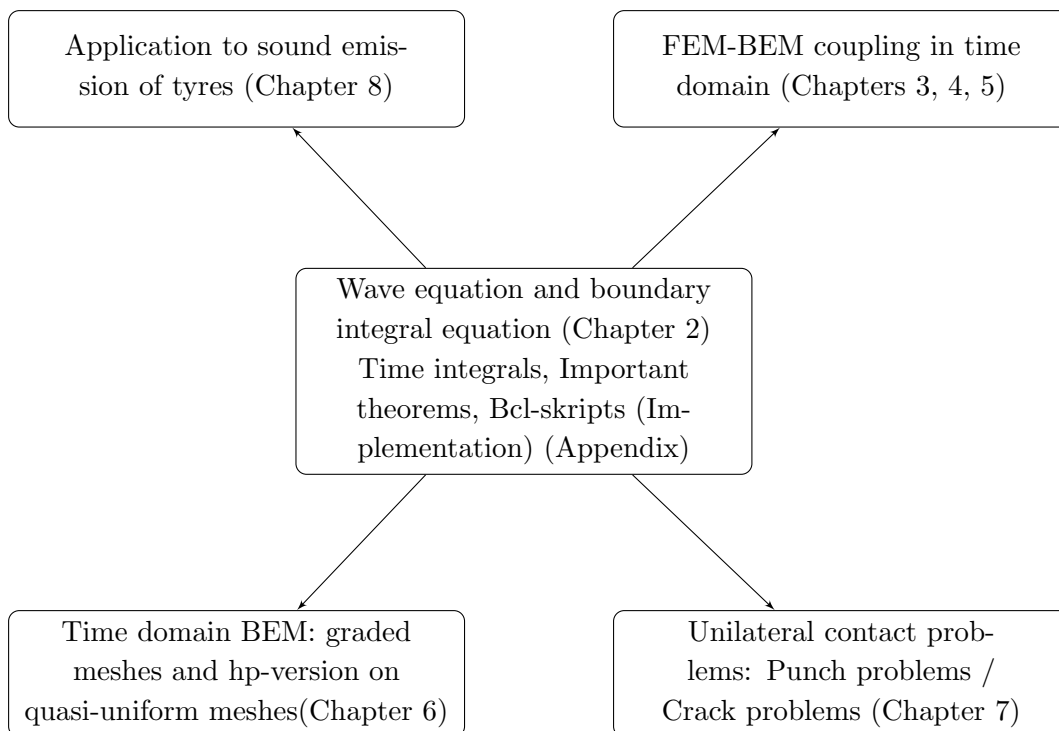 Application to sound emis-
sion of tyres (Chapter 8)
FEM-BEM coupling in time
domain (Chapters 3, 4, 5)
Wave equation and boundary
integral equation (Chapter 2)
Time integrals, Important
theorems, Bcl-skripts (Im-
plementation) (Appendix)
Time domain BEM: graded
meshes and hp-version on
quasi-uniform meshes(Chapter 6)
Unilateral contact prob-
lems: Punch problems /
Crack problems (Chapter 7)